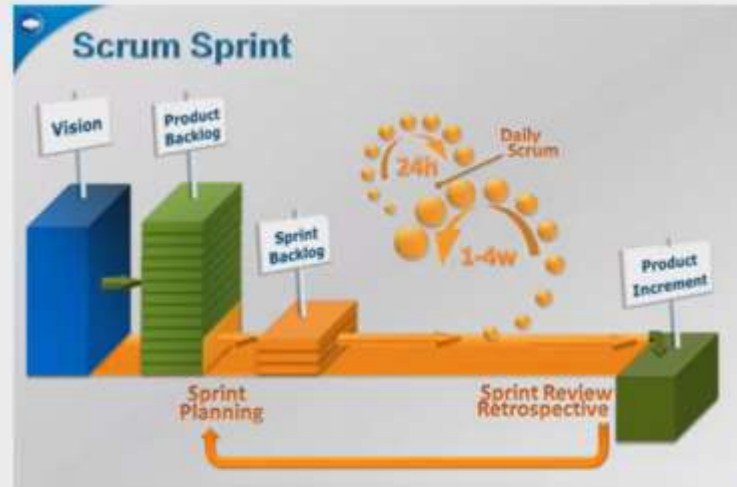 Scrum Sprint
Vision
Product
Backlog
Sprint
Backlog
24h
Daily
Scrum
1-4w
Product
Increment
Sprint
Planning
Sprint Review
Retrospective